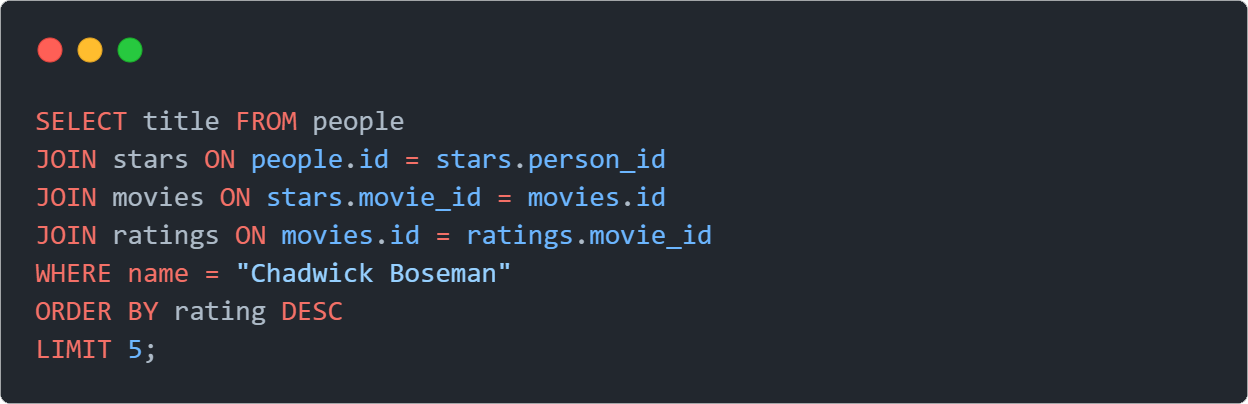 SELECT title FROM people
JOIN stars ON people.id = stars.person_id
JOIN movies ON stars.movie_id = movies.id
JOIN ratings ON movies.id = ratings.movie_id
WHERE name = "Chadwick Boseman"
ORDER BY rating DESC
LIMIT 5;